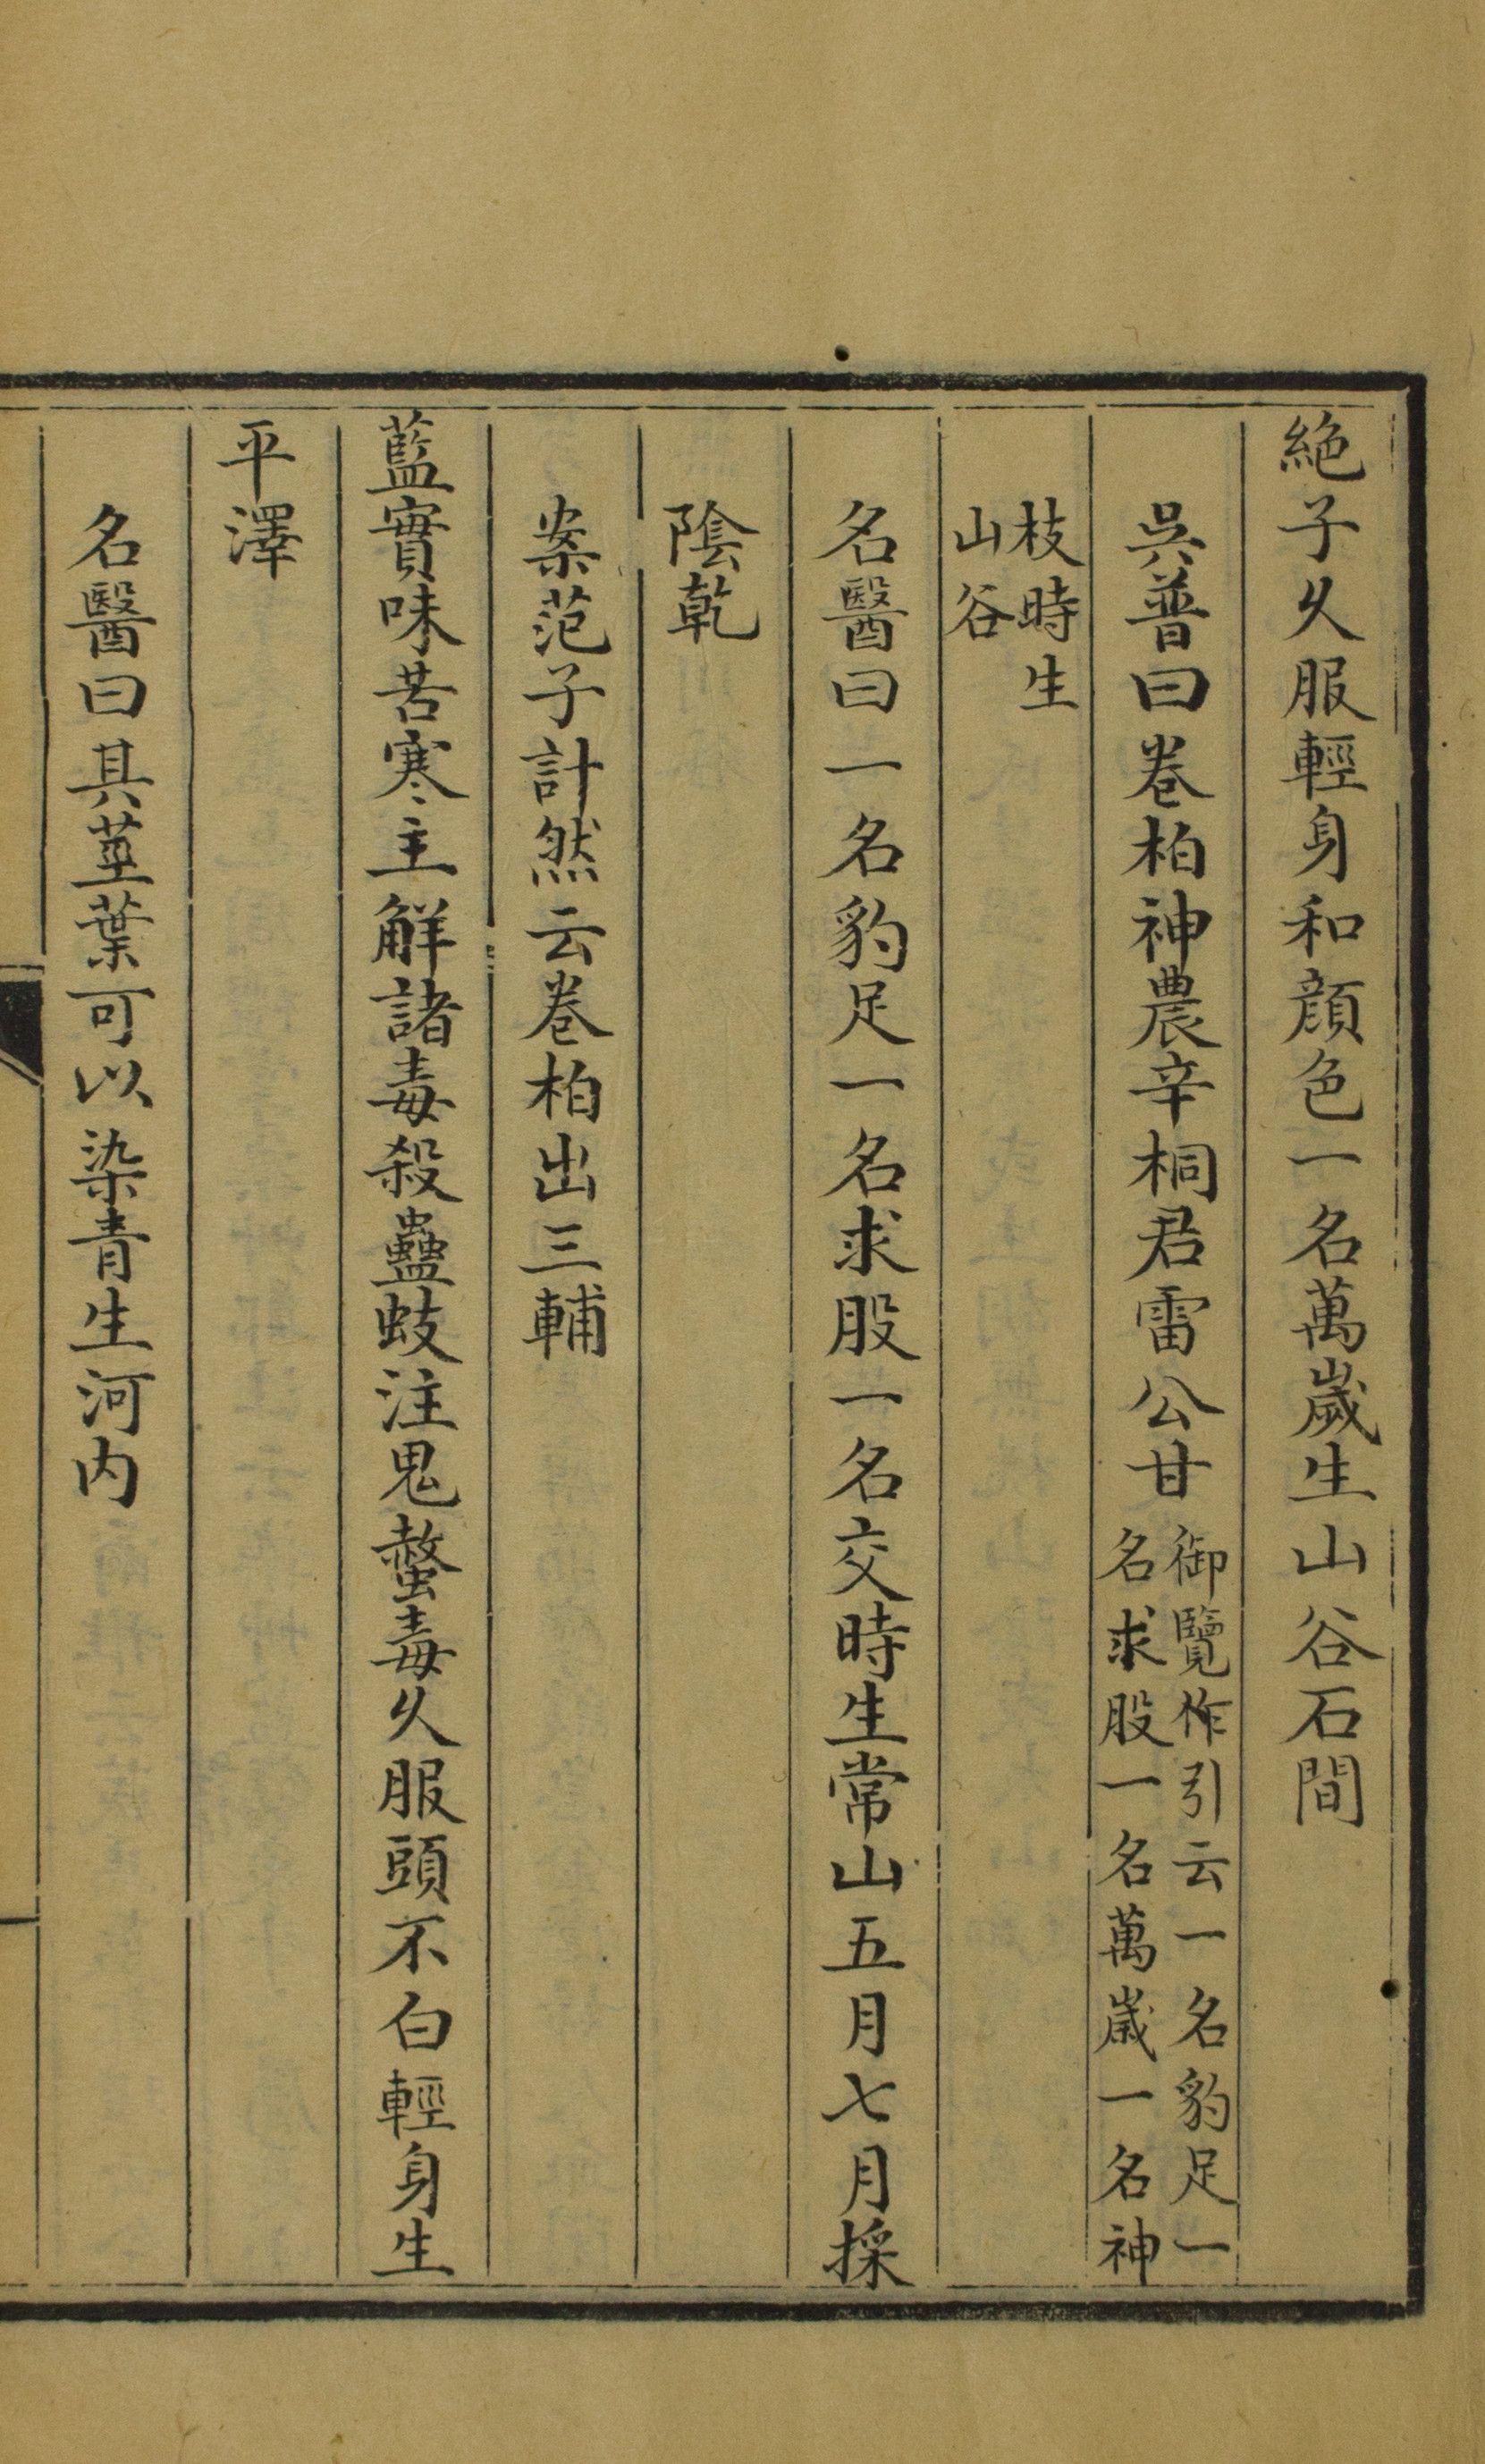 絶子久服輕身和顔色一名萬歲生山谷石間
吳普曰卷柏神農辛桐君雷公甘
御覽作引云一名豹足一
名求股一名萬歲一名神
枝時生
山谷
名醫曰一名豹足一名求股一名交時生常山五月七月採
陰乾
案范子計然云卷柏出三輔
藍實味苦寒主解諸毒殺蠱蚑注鬼螫毒久服頭不白輕身生
平澤
名醫曰其莖葉可以染青生河内